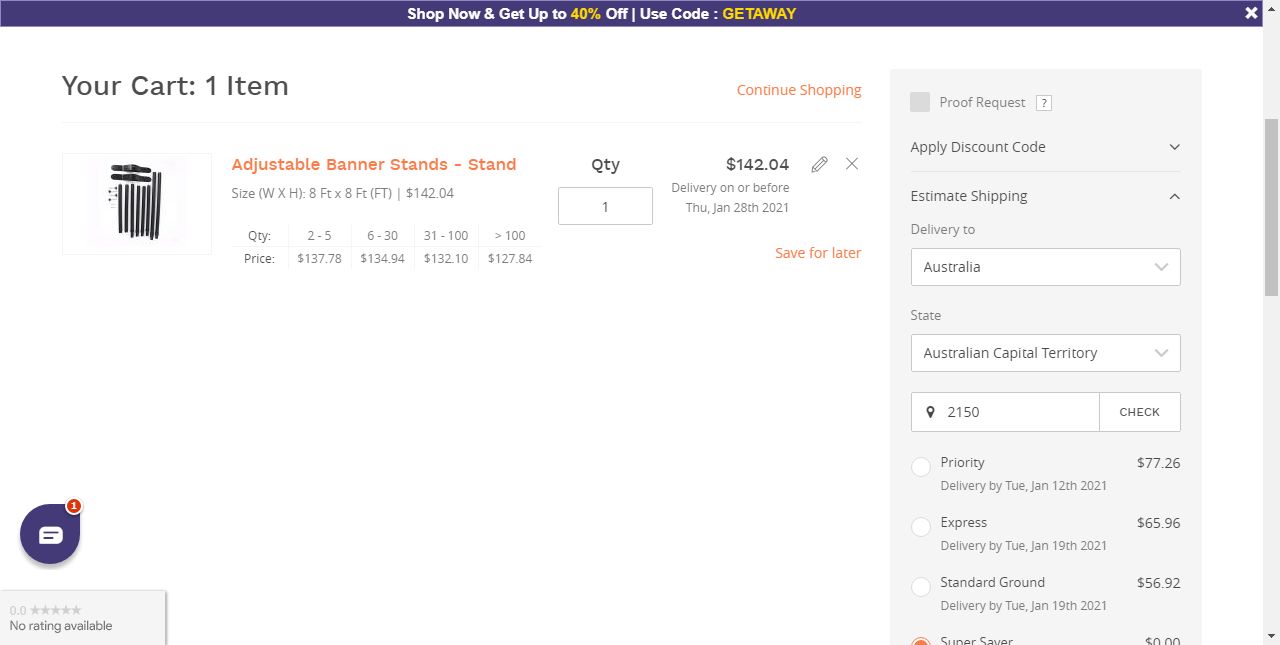 Shop Now & Get Up to 40% Off | Use Code : GETAWAY
Your Cart: 1 Item
Continue Shopping
Adjustable Banner Stands - Stand
Size (W X H): 8 Ft x 8 Ft (FT) | $142.04
Qty: 2 - 5 6 - 30 31 - 100 > 100
Price: $137.78 $134.94 $132.10 $127.84
Qty
1
$142.04
Delivery on or before
Thu, Jan 28th 2021
Save for later
Proof Request ?
Apply Discount Code
Estimate Shipping
Delivery to
Australia
State
Australian Capital Territory
2150 CHECK
Priority $77.26
Delivery by Tue, Jan 12th 2021
Express $65.96
Delivery by Tue, Jan 19th 2021
Standard Ground $56.92
Delivery by Tue, Jan 19th 2021
Super Saver $0.00
1
0.0 ★★★★★
No rating available